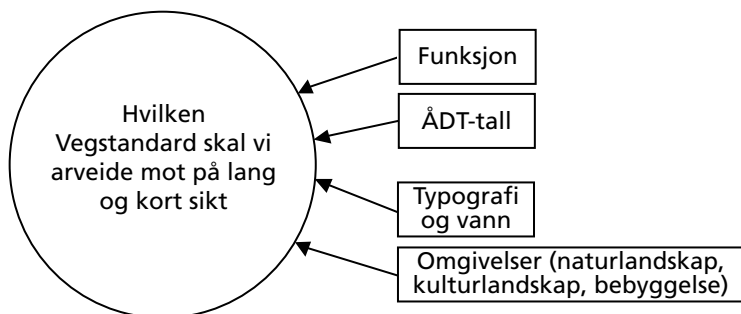 Hvilken
Vegstandard skal vi
arveide mot på lang
og kort sikt
Funksjon
ÅDT-tall
Typografi
og vann
Omgivelser (naturlandskap,
kulturlandskap, bebyggelse)